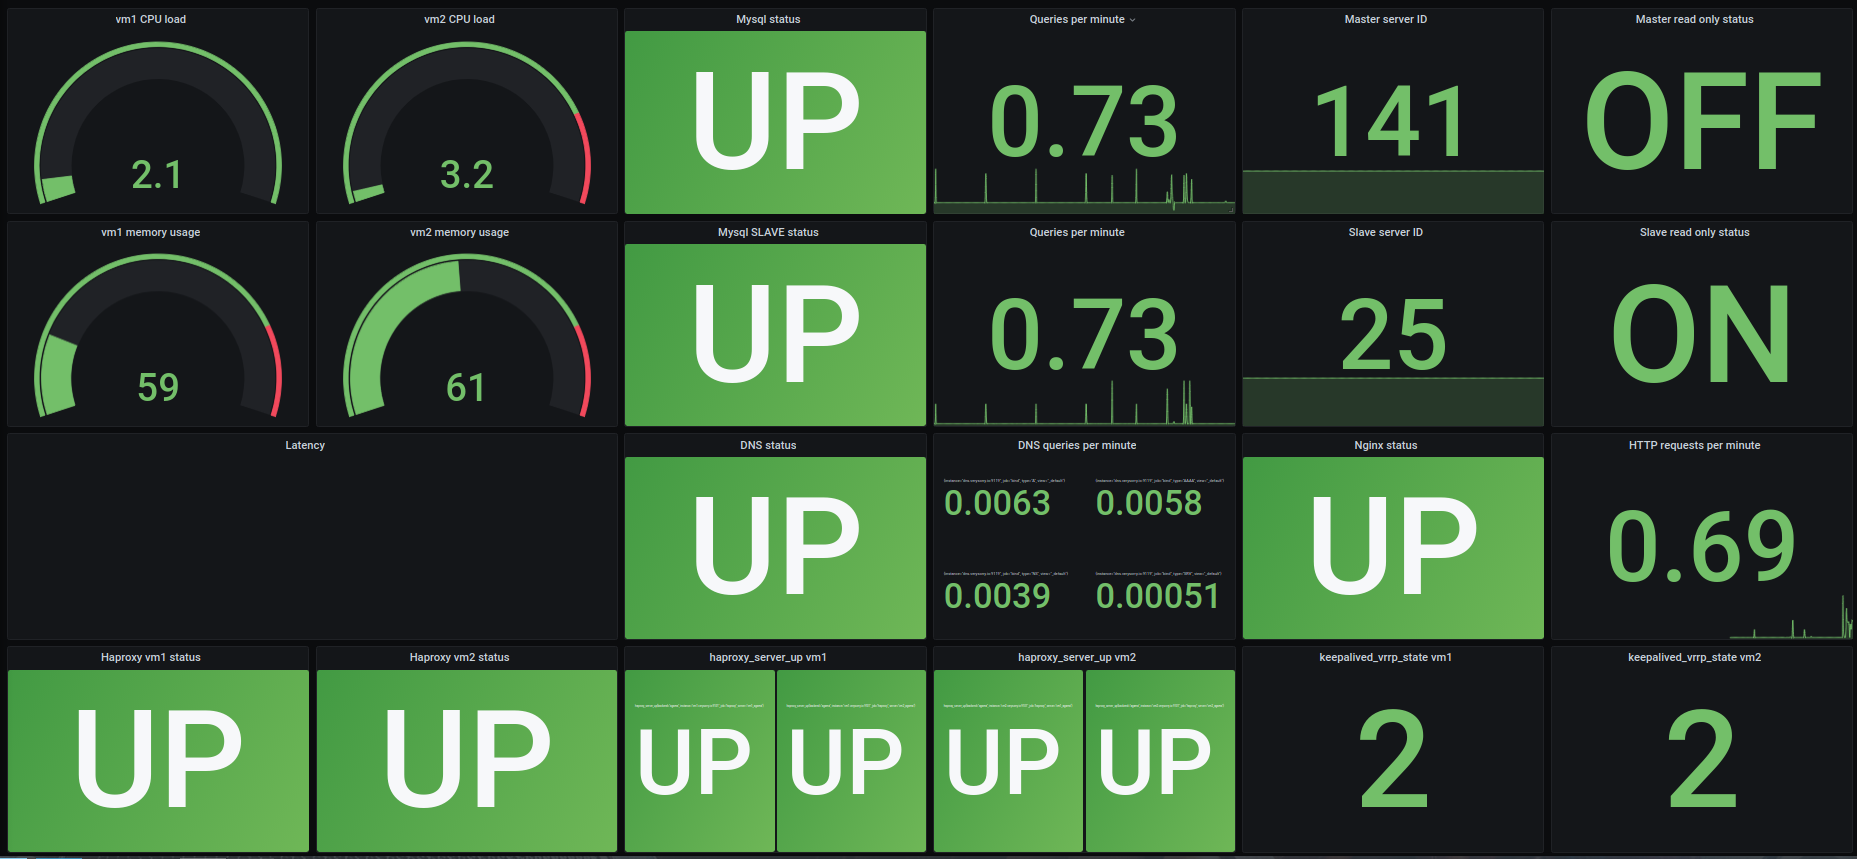 vm1 CPU load
2.1
vm2 CPU load
3.2
Mysql status
UP
Queries per minute
0.73
Master server ID
141
Master read only status
OFF
vm1 memory usage
59
vm2 memory usage
61
Mysql SLAVE status
UP
Queries per minute
0.73
Slave server ID
25
Slave read only status
ON
Latency
DNS status
UP
DNS queries per minute
0.0063
0.0058
0.0039
0.00051
Nginx status
UP
HTTP requests per minute
0.69
Haproxy vm1 status
UP
Haproxy vm2 status
UP
haproxy_server_up vm1
UP
UP
haproxy_server_up vm2
UP
UP
keepalived_vrrp_state vm1
2
keepalived_vrrp_state vm2
2